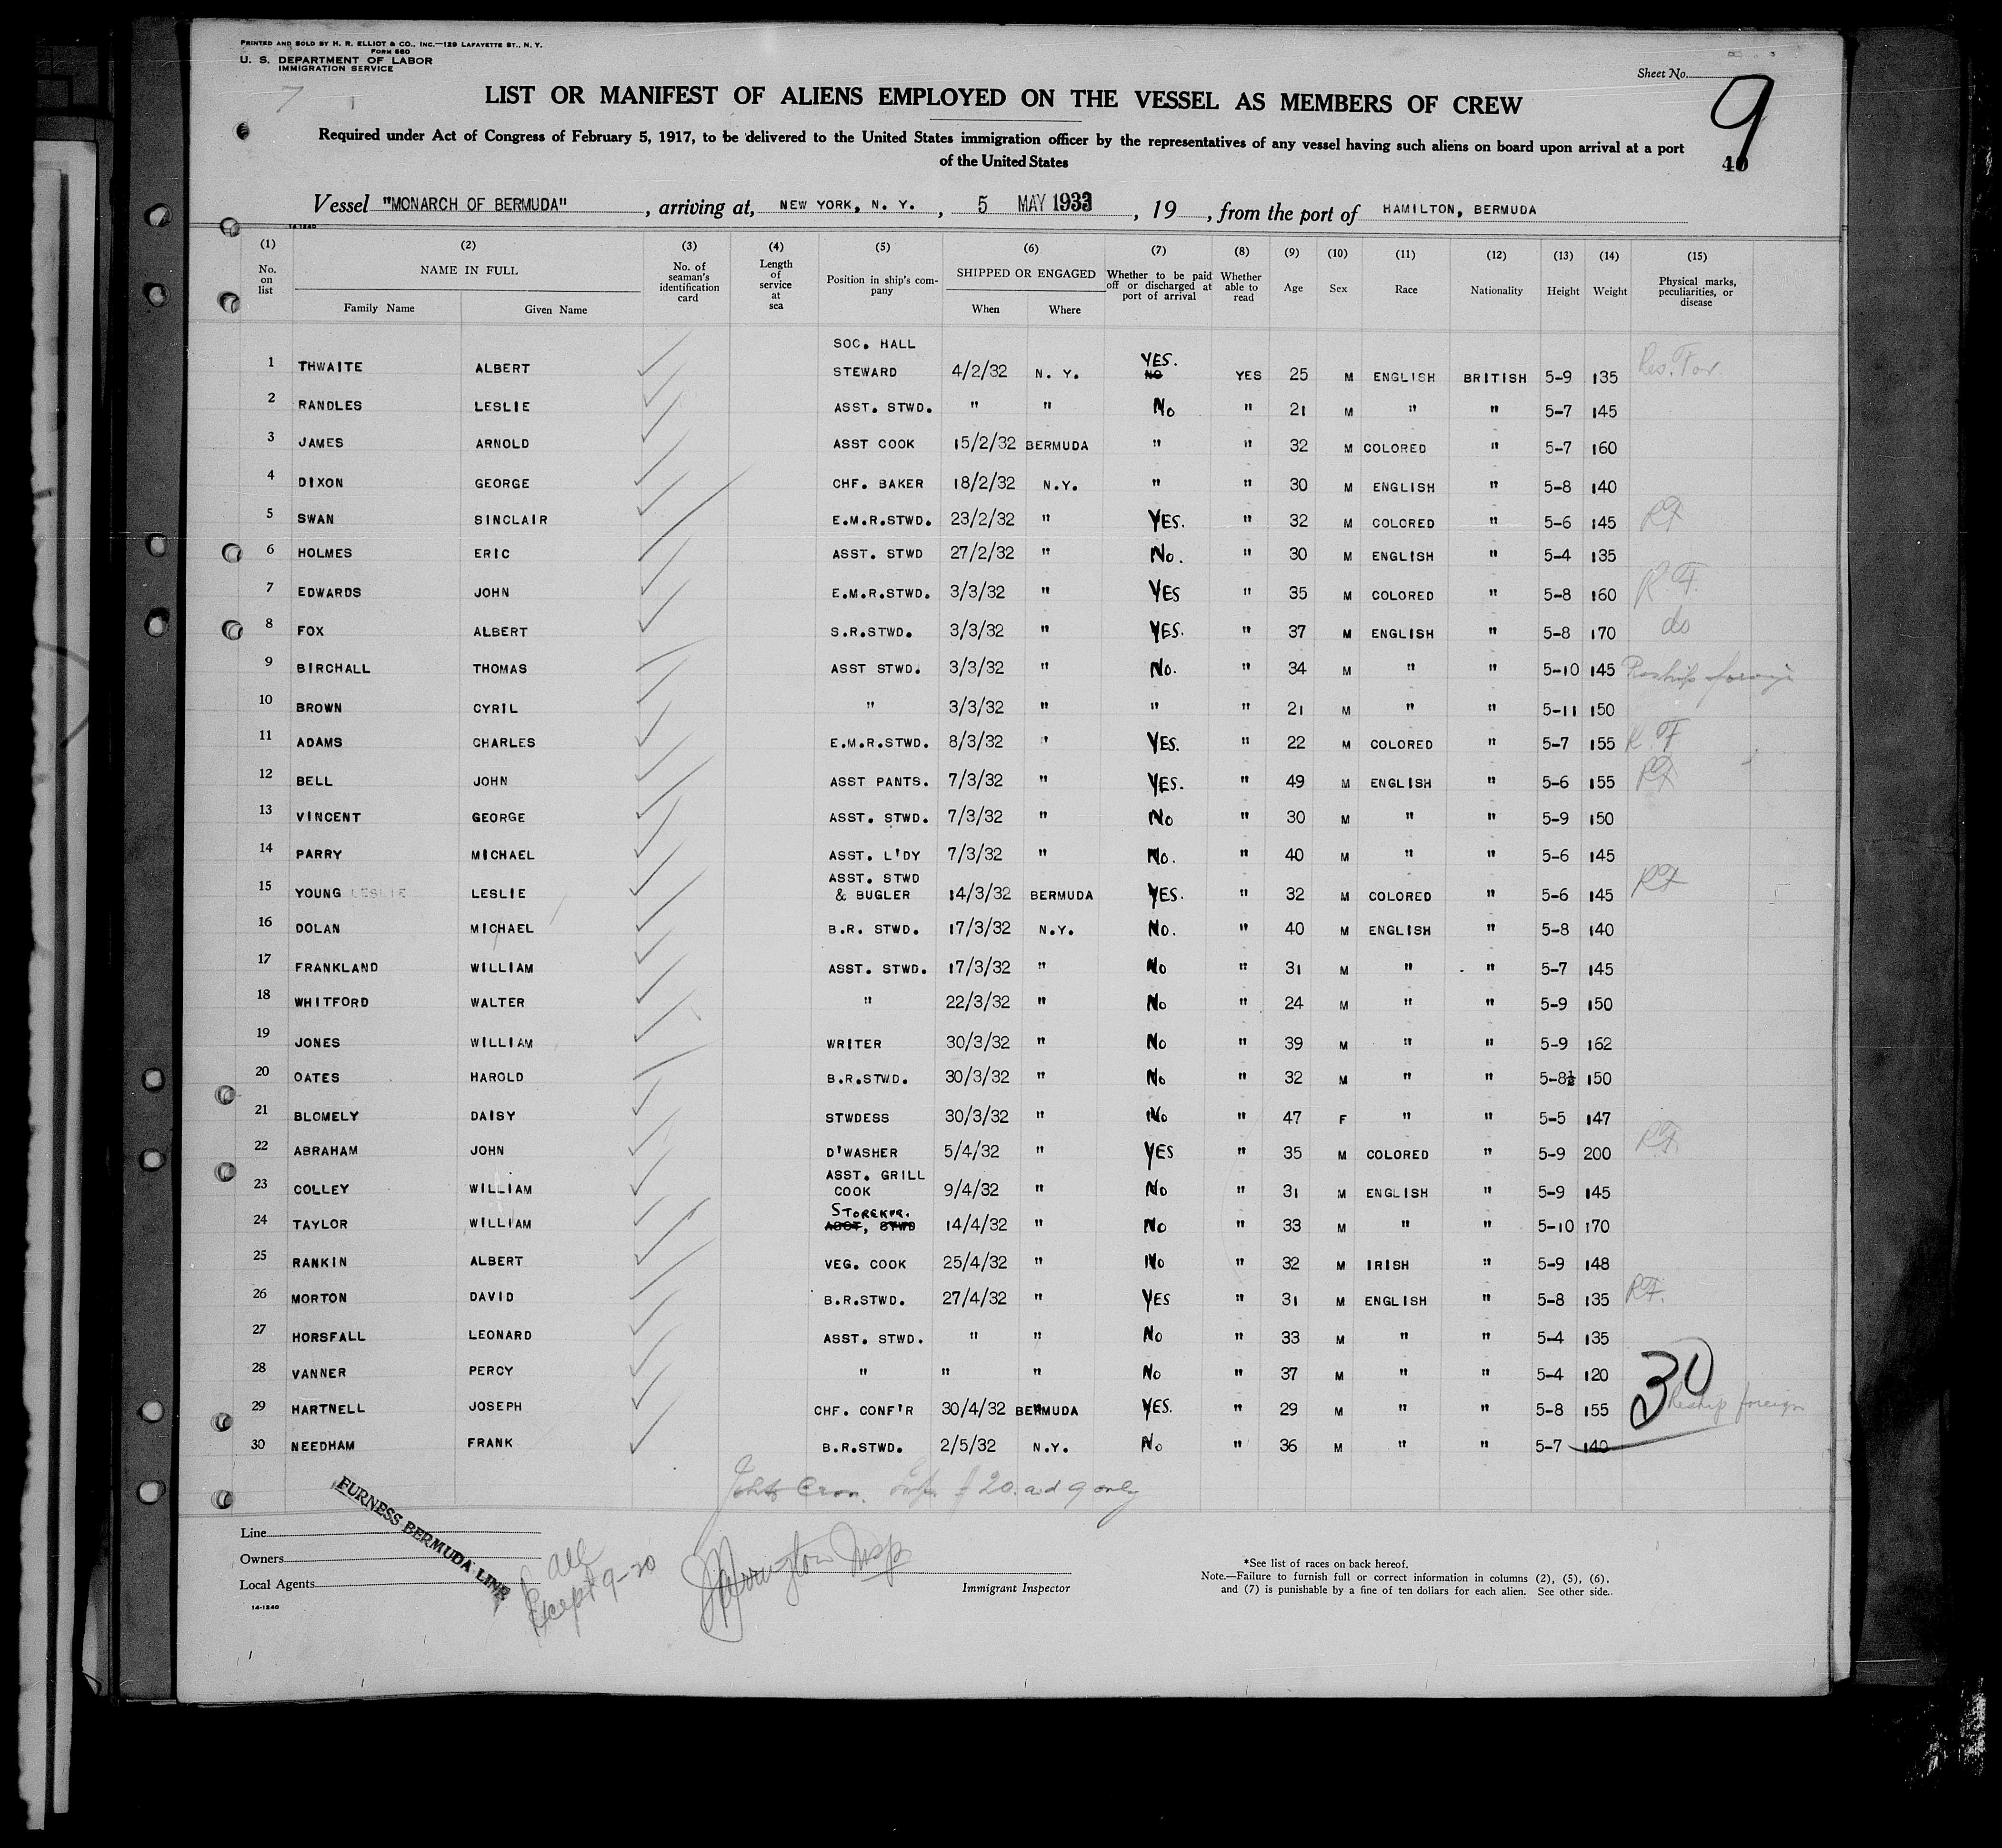 PRINTED AND SOLD BY H. R. ELLIOT & CO., INC.—129 LAFAYETTE ST., N. Y.
FORM 680
U. S. DEPARTMENT OF LABOR
IMMIGRATION SERVICE
Sheet No.
9
40
LIST OR MANIFEST OF ALIENS EMPLOYED ON THE VESSEL AS MEMBERS OF CREW
Required under Act of Congress of February 5, 1917, to be delivered to the United States immigration officer by the representatives of any vessel having such aliens on board upon arrival at a port
of the United States
Vessel "MONARCH OF BERMUDA", arriving at, NEW YORK, N. Y., 5 MAY 1933, 19, from the port of HAMILTON, BERMUDA
14-1240
(1) (2) (3) (4) (5) (6) (7) (8) (9) (10) (11) (12) (13) (14) (15)
No. on list NAME IN FULL Family Name Given Name No. of seaman's identification card Length of service at sea Position in ship's company SHIPPED OR ENGAGED When Where Whether to be paid off or discharged at port of arrival Whether able to read Age Sex Race Nationality Height Weight Physical marks, peculiarities, or disease
1 THWAITE ALBERT SOC. HALL STEWARD 4/2/32 N. Y. YES. NO YES 25 M ENGLISH BRITISH 5-9 135 Res. For
2 RANDLES LESLIE ASST. STWD. " " No " 21 M " " 5-7 145
3 JAMES ARNOLD ASST COOK 15/2/32 BERMUDA " " 32 M COLORED " 5-7 160
4 DIXON GEORGE CHF. BAKER 18/2/32 N.Y. " " 30 M ENGLISH " 5-8 140
5 SWAN SINCLAIR E.M.R.STWD. 23/2/32 " YES. " 32 M COLORED " 5-6 145 RF
6 HOLMES ERIC ASST. STWD 27/2/32 " No. " 30 M ENGLISH " 5-4 135
7 EDWARDS JOHN E.M.R.STWD. 3/3/32 " YES " 35 M COLORED " 5-8 160 R.F.
8 FOX ALBERT S.R.STWD. 3/3/32 " YES. " 37 M ENGLISH " 5-8 170 do
9 BIRCHALL THOMAS ASST STWD. 3/3/32 " No. " 34 M " " 5-10 145 Reship foreign
10 BROWN CYRIL " 3/3/32 " " " 21 M " " 5-11 150
11 ADAMS CHARLES E.M.R.STWD. 8/3/32 " YES. " 22 M COLORED " 5-7 155 R F
12 BELL JOHN ASST PANTS. 7/3/32 " YES. " 49 M ENGLISH " 5-6 155 RF
13 VINCENT GEORGE ASST. STWD. 7/3/32 " No " 30 M " " 5-9 150
14 PARRY MICHAEL ASST. L'DY 7/3/32 " No. " 40 M " " 5-6 145
15 YOUNG LESLIE LESLIE ASST. STWD & BUGLER 14/3/32 BERMUDA YES. " 32 M COLORED " 5-6 145 RF
16 DOLAN MICHAEL B.R. STWD. 17/3/32 N.Y. No. " 40 M ENGLISH " 5-8 140
17 FRANKLAND WILLIAM ASST. STWD. 17/3/32 " No " 31 M " " 5-7 145
18 WHITFORD WALTER " 22/3/32 " No " 24 M " " 5-9 150
19 JONES WILLIAM WRITER 30/3/32 " No " 39 M " " 5-9 162
20 OATES HAROLD B.R.STWD. 30/3/32 " No " 32 M " " 5-8½ 150
21 BLOMELY DAISY STWDESS 30/3/32 " No " 47 F " " 5-5 147
22 ABRAHAM JOHN D'WASHER 5/4/32 " YES " 35 M COLORED " 5-9 200 RF
23 COLLEY WILLIAM ASST. GRILL COOK 9/4/32 " No " 31 M ENGLISH " 5-9 145
24 TAYLOR WILLIAM STOREKPR. ASST, STWD 14/4/32 " No " 33 M " " 5-10 170
25 RANKIN ALBERT VEG. COOK 25/4/32 " No " 32 M IRISH " 5-9 148
26 MORTON DAVID B.R.STWD. 27/4/32 " YES " 31 M ENGLISH " 5-8 135 RF.
27 HORSFALL LEONARD ASST. STWD. " " No " 33 M " " 5-4 135
28 VANNER PERCY " " " No " 37 M " " 5-4 120
29 HARTNELL JOSEPH CHF. CONF'R 30/4/32 BERMUDA YES. " 29 M " " 5-8 155 Reship foreign
30 NEEDHAM FRANK B.R.STWD. 2/5/32 N.Y. No " 36 M " " 5-7 140
30
20 and 9 only
FURNESS BERMUDA LINE
Line
Owners
Local Agents
14-1240
all
Except 9-20
Insp
Immigrant Inspector
*See list of races on back hereof.
Note.—Failure to furnish full or correct information in columns (2), (5), (6),
and (7) is punishable by a fine of ten dollars for each alien. See other side.